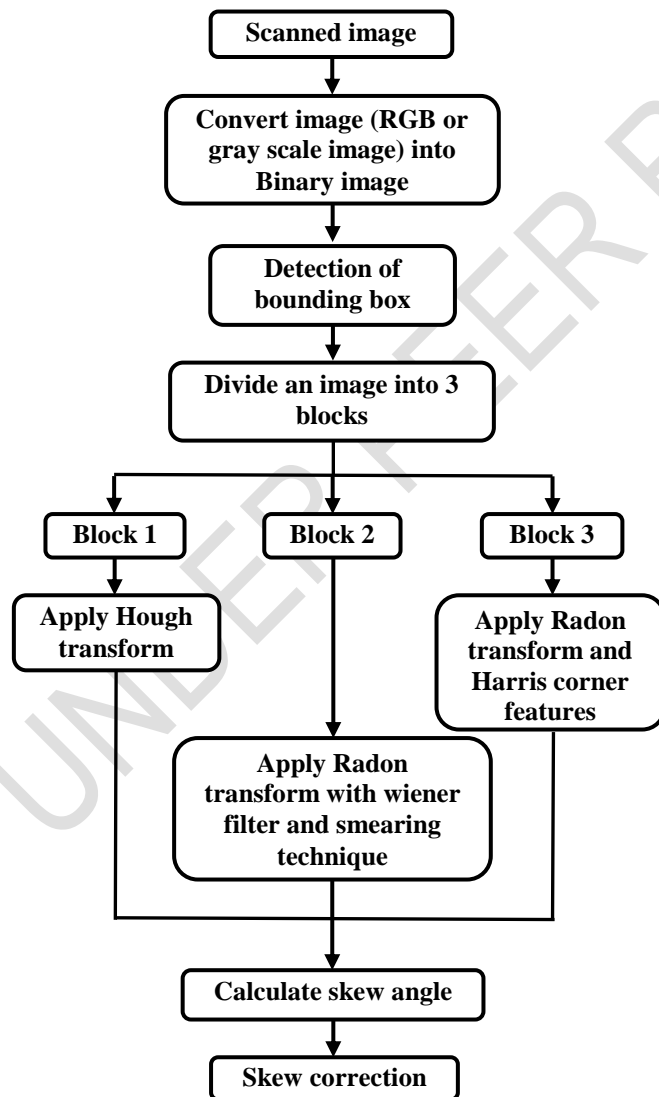 Scanned image
Convert image (RGB or
gray scale image) into
Binary image
Detection of
bounding box
Divide an image into 3
blocks
Block 1
Block 2
Block 3
Apply Hough
transform
Apply Radon
transform and
Harris corner
features
Apply Radon
transform with wiener
filter and smearing
technique
Calculate skew angle
Skew correction
UNDER PEER